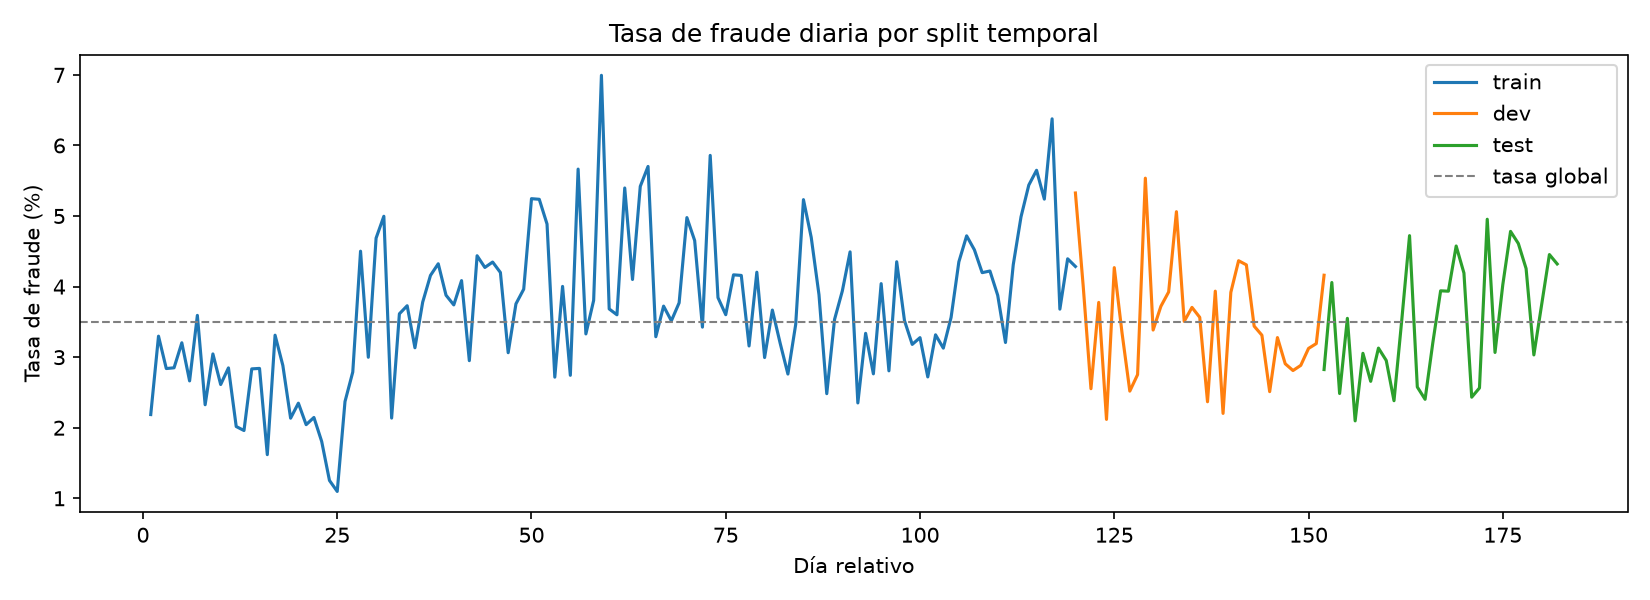 Tasa de fraude diaria por split temporal
Tasa de fraude (%)
7
6
5
4
3
2
1
train
dev
test
tasa global
0
25
50
75
100
125
150
175
Día relativo